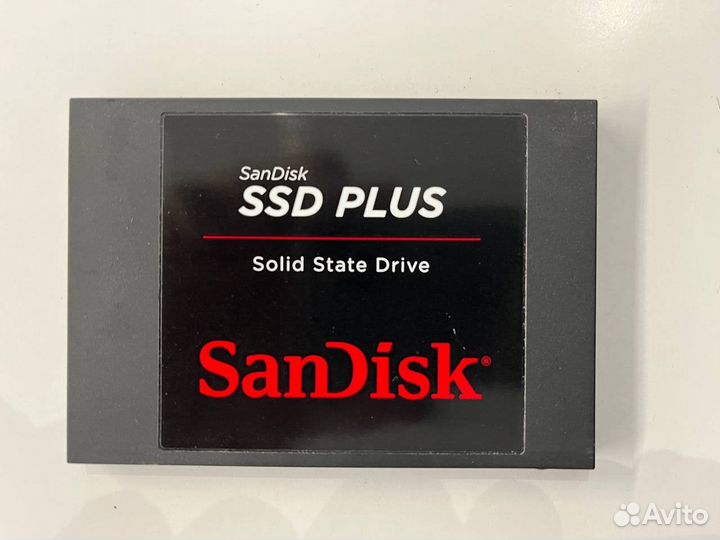 SanDisk
SSD PLUS
Solid State Drive
SanDisk®
Avito